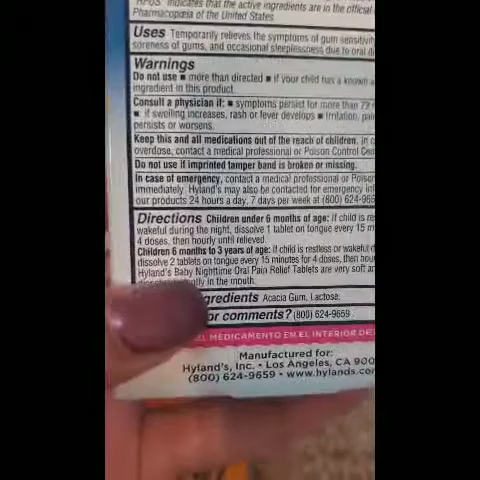 "HPUS" indicates that the active ingredients are in the official
Pharmacopœia of the United States
Uses Temporarily relieves the symptoms of gum sensitivity
soreness of gums, and occasional sleeplessness due to oral di
Warnings
Do not use ■ more than directed ■ if your child has a known a
ingredient in this product.
Consult a physician if: ■ symptoms persist for more than 72
■ if swelling increases, rash or fever develops ■ irritation, pain
persists or worsens.
Keep this and all medications out of the reach of children. In c
overdose, contact a medical professional or Poison Control Cen
Do not use if imprinted tamper band is broken or missing.
In case of emergency, contact a medical professional or Poison
immediately. Hyland's may also be contacted for emergency inf
our products 24 hours a day, 7 days per week at (800) 624-965
Directions Children under 6 months of age: If child is re
wakeful during the night, dissolve 1 tablet on tongue every 15 m
4 doses, then hourly until relieved.
Children 6 months to 3 years of age: If child is restless or wakeful d
dissolve 2 tablets on tongue every 15 minutes for 4 doses, then hou
Hyland's Baby Nighttime Oral Pain Relief Tablets are very soft an
in the mouth.
gredients Acacia Gum, Lactose.
or comments? (800) 624-9659
EL MEDICAMENTO EN EL INTERIOR DE
Manufactured for:
Hyland's, Inc. • Los Angeles, CA 900
(800) 624-9659 • www.hylands.com